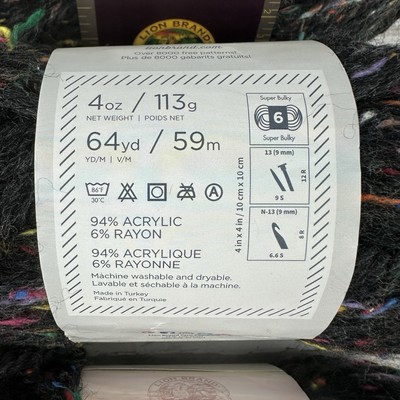 LION BRAND
lionbrand.com
Over 8000 free patterns!
Plus de 8000 gabarits gratuits!
4oz / 113g
NET WEIGHT | POIDS NET
64yd / 59m
YD/M | V/M
86°F
30°C
A
94% ACRYLIC
6% RAYON
94% ACRYLIQUE
6% RAYONNE
Machine washable and dryable.
Lavable et séchable à la machine.
Made in Turkey
Fabriqué en Turquie
4 in x 4 in / 10 cm x 10 cm
Super Bulky
6
Super Bulky
13 (9 mm)
12 R
9 S
N-13 (9 mm)
8 R
6.6 S
LION BRAND